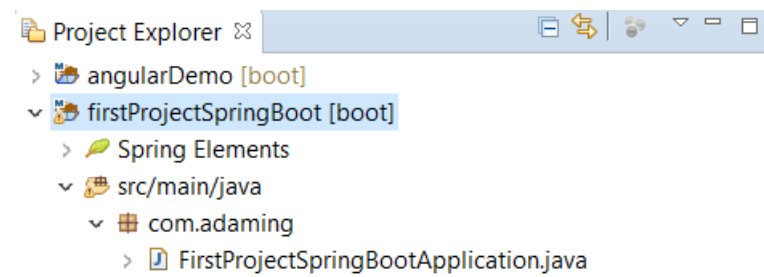 Project Explorer
angularDemo [boot]
firstProjectSpringBoot [boot]
Spring Elements
src/main/java
com.adaming
FirstProjectSpringBootApplication.java